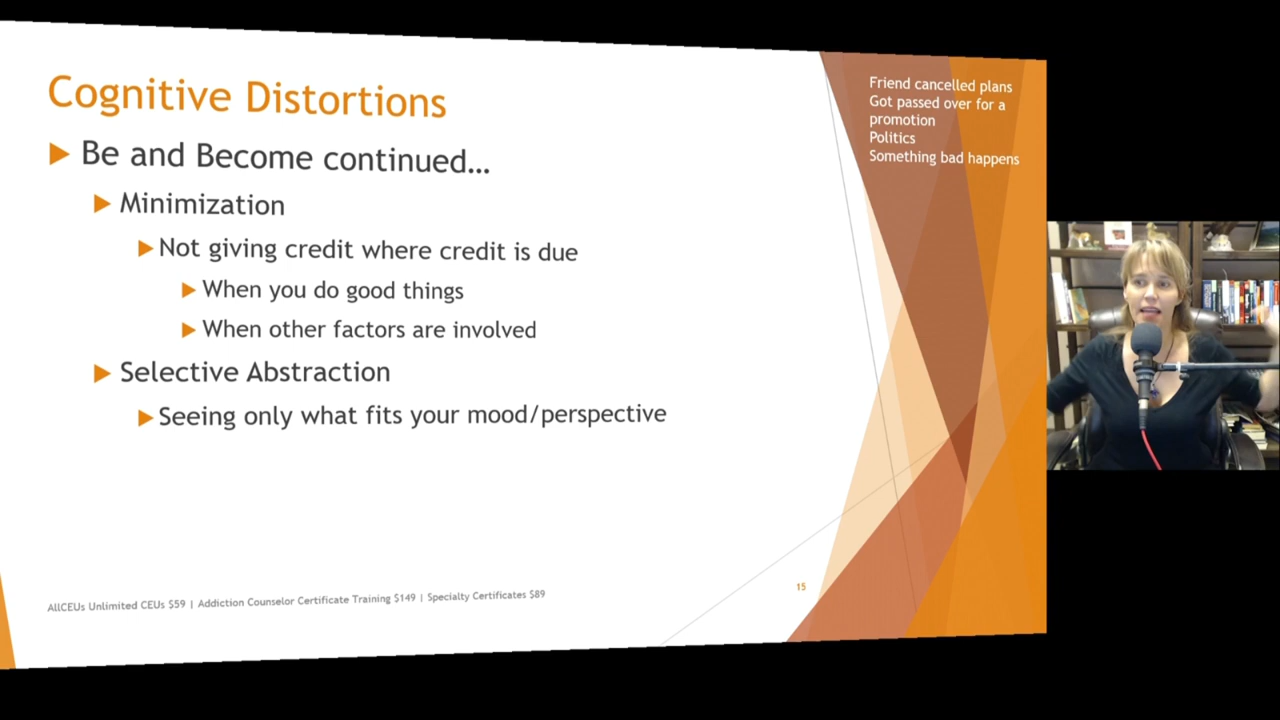 Cognitive Distortions
Be and Become continued…
Minimization
Not giving credit where credit is due
When you do good things
When other factors are involved
Selective Abstraction
Seeing only what fits your mood/perspective
Friend cancelled plans
Got passed over for a
promotion
Politics
Something bad happens
AllCEUs Unlimited CEUs $59 | Addiction Counselor Certificate Training $149 | Specialty Certificates $89
15